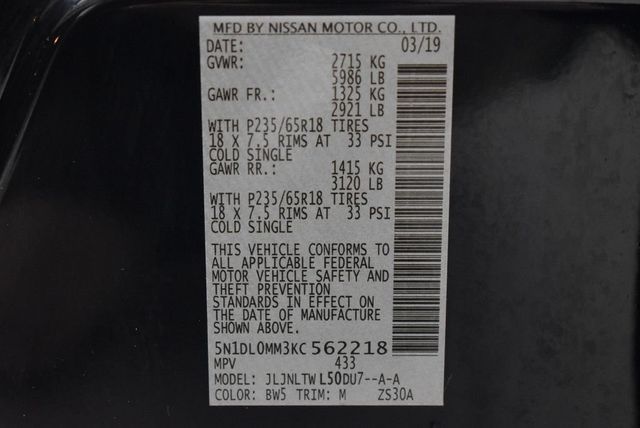 MFD BY NISSAN MOTOR CO., LTD.
DATE: 03/19
GVWR: 2715 KG
5986 LB
GAWR FR.: 1325 KG
2921 LB
WITH P235/65R18 TIRES
18 X 7.5 RIMS AT 33 PSI
COLD SINGLE
GAWR RR.: 1415 KG
3120 LB
WITH P235/65R18 TIRES
18 X 7.5 RIMS AT 33 PSI
COLD SINGLE
THIS VEHICLE CONFORMS TO
ALL APPLICABLE FEDERAL
MOTOR VEHICLE SAFETY AND
THEFT PREVENTION
STANDARDS IN EFFECT ON
THE DATE OF MANUFACTURE
SHOWN ABOVE.
5N1DL0MM3KC 562218
MPV 433
MODEL: JLJNLTW L50DU7--A-A
COLOR: BW5 TRIM: M ZS30A